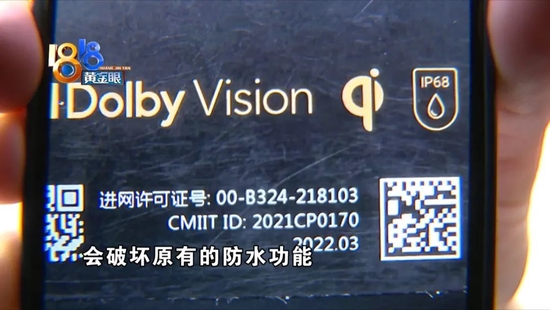 1818
HUANG JIN YAN
黄金眼
Dolby Vision
qi
IP68
进网许可证号: 00-B324-218103
CMIIT ID: 2021CP0170
2022.03
会破坏原有的防水功能